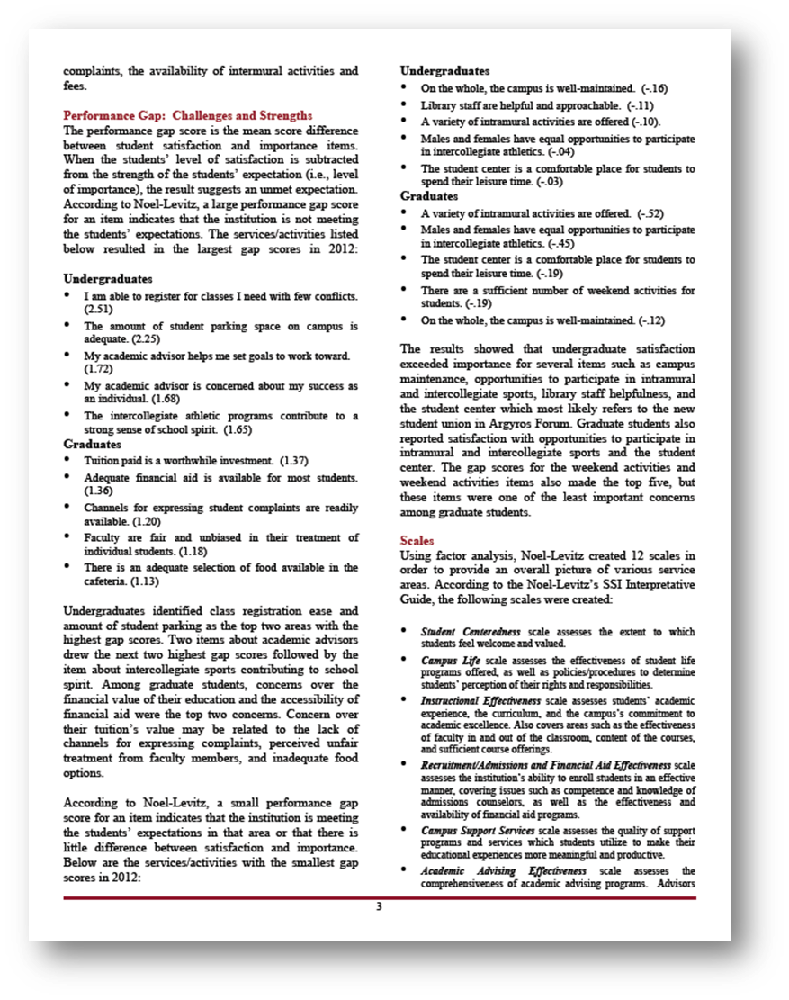 complaints, the availability of intermural activities and
fees.
Performance Gap: Challenges and Strengths
The performance gap score is the mean score difference
between student satisfaction and importance items.
When the students' level of satisfaction is subtracted
from the strength of the students' expectation (i.e., level
of importance), the result suggests an unmet expectation.
According to Noel-Levitz, a large performance gap score
for an item indicates that the institution is not meeting
the students' expectations. The services/activities listed
below resulted in the largest gap scores in 2012:
Undergraduates
• I am able to register for classes I need with few conflicts.
(2.51)
• The amount of student parking space on campus is
adequate. (2.25)
• My academic advisor helps me set goals to work toward.
(1.72)
• My academic advisor is concerned about my success as
an individual. (1.68)
• The intercollegiate athletic programs contribute to a
strong sense of school spirit. (1.65)
Graduates
• Tuition paid is a worthwhile investment. (1.37)
• Adequate financial aid is available for most students.
(1.36)
• Channels for expressing student complaints are readily
available. (1.20)
• Faculty are fair and unbiased in their treatment of
individual students. (1.18)
• There is an adequate selection of food available in the
cafeteria. (1.13)
Undergraduates identified class registration ease and
amount of student parking as the top two areas with the
highest gap scores. Two items about academic advisors
drew the next two highest gap scores followed by the
item about intercollegiate sports contributing to school
spirit. Among graduate students, concerns over the
financial value of their education and the accessibility of
financial aid were the top two concerns. Concern over
their tuition's value may be related to the lack of
channels for expressing complaints, perceived unfair
treatment from faculty members, and inadequate food
options.
According to Noel-Levitz, a small performance gap
score for an item indicates that the institution is meeting
the students' expectations in that area or that there is
little difference between satisfaction and importance.
Below are the services/activities with the smallest gap
scores in 2012:
Undergraduates
• On the whole, the campus is well-maintained. (-.16)
• Library staff are helpful and approachable. (-.11)
• A variety of intramural activities are offered (-.10).
• Males and females have equal opportunities to participate
in intercollegiate athletics. (-.04)
• The student center is a comfortable place for students to
spend their leisure time. (-.03)
Graduates
• A variety of intramural activities are offered. (-.52)
• Males and females have equal opportunities to participate
in intercollegiate athletics. (-.45)
• The student center is a comfortable place for students to
spend their leisure time. (-.19)
• There are a sufficient number of weekend activities for
students. (-.19)
• On the whole, the campus is well-maintained. (-.12)
The results showed that undergraduate satisfaction
exceeded importance for several items such as campus
maintenance, opportunities to participate in intramural
and intercollegiate sports, library staff helpfulness, and
the student center which most likely refers to the new
student union in Argyros Forum. Graduate students also
reported satisfaction with opportunities to participate in
intramural and intercollegiate sports and the student
center. The gap scores for the weekend activities and
weekend activities items also made the top five, but
these items were one of the least important concerns
among graduate students.
Scales
Using factor analysis, Noel-Levitz created 12 scales in
order to provide an overall picture of various service
areas. According to the Noel-Levitz's SSI Interpretative
Guide, the following scales were created:
• Student Centeredness scale assesses the extent to which
students feel welcome and valued.
• Campus Life scale assesses the effectiveness of student life
programs offered, as well as policies/procedures to determine
students' perception of their rights and responsibilities.
• Instructional Effectiveness scale assesses students' academic
experience, the curriculum, and the campus's commitment to
academic excellence. Also covers areas such as the effectiveness
of faculty in and out of the classroom, content of the courses,
and sufficient course offerings.
• Recruitment/Admissions and Financial Aid Effectiveness scale
assesses the institution's ability to enroll students in an effective
manner, covering issues such as competence and knowledge of
admissions counselors, as well as the effectiveness and
availability of financial aid programs.
• Campus Support Services scale assesses the quality of support
programs and services which students utilize to make their
educational experiences more meaningful and productive.
• Academic Advising Effectiveness scale assesses the
comprehensiveness of academic advising programs. Advisors
3